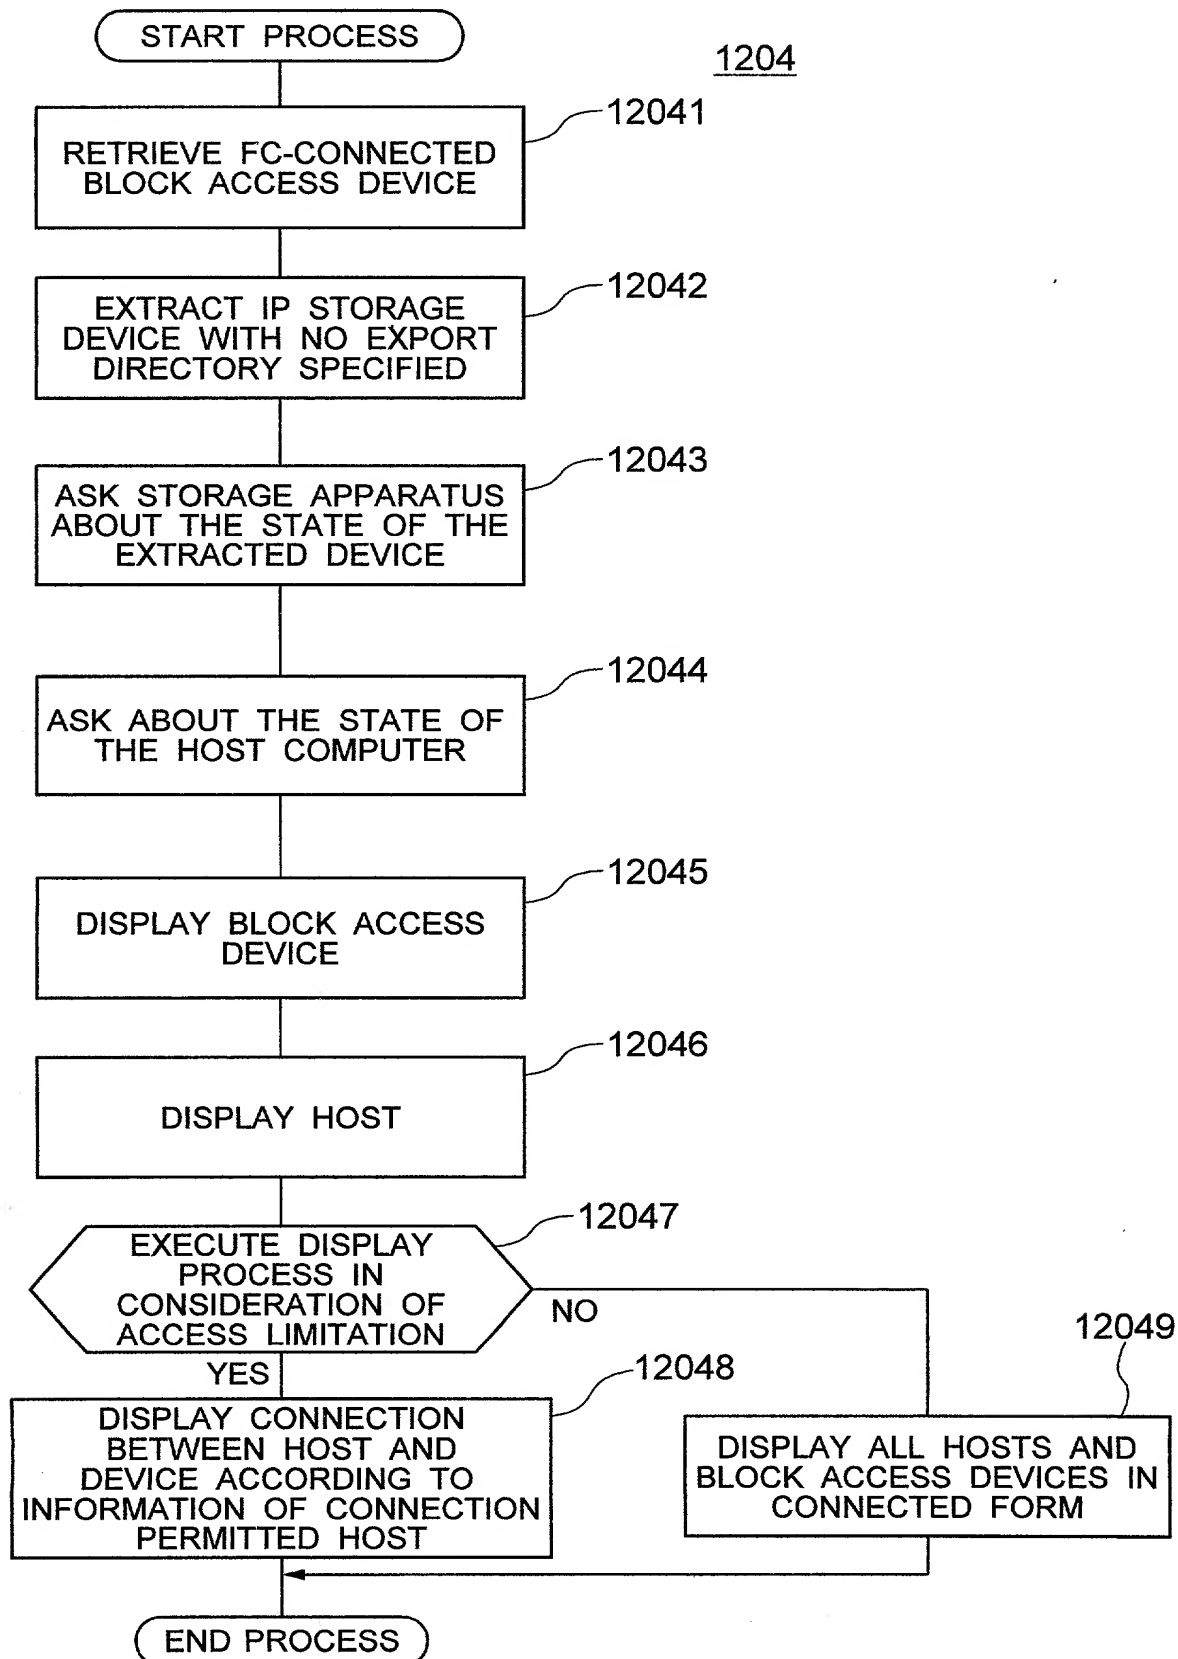 START PROCESS
1204
12041
RETRIEVE FC-CONNECTED
BLOCK ACCESS DEVICE
12042
EXTRACT IP STORAGE
DEVICE WITH NO EXPORT
DIRECTORY SPECIFIED
12043
ASK STORAGE APPARATUS
ABOUT THE STATE OF THE
EXTRACTED DEVICE
12044
ASK ABOUT THE STATE OF
THE HOST COMPUTER
12045
DISPLAY BLOCK ACCESS
DEVICE
12046
DISPLAY HOST
12047
EXECUTE DISPLAY
PROCESS IN
CONSIDERATION OF
ACCESS LIMITATION
NO
YES
12048
DISPLAY CONNECTION
BETWEEN HOST AND
DEVICE ACCORDING TO
INFORMATION OF CONNECTION
PERMITTED HOST
12049
DISPLAY ALL HOSTS AND
BLOCK ACCESS DEVICES IN
CONNECTED FORM
END PROCESS